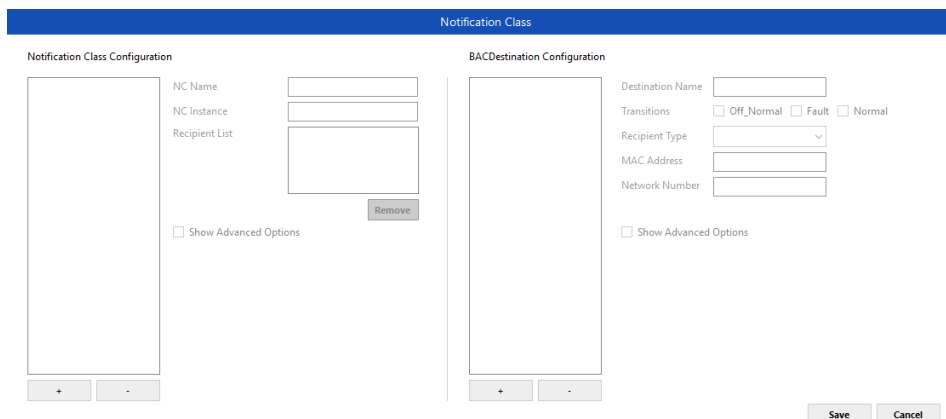 Notification Class
Notification Class Configuration
NC Name
NC Instance
Recipient List
Remove
Show Advanced Options
+ -
BACDestination Configuration
Destination Name
Transitions Off_Normal Fault Normal
Recipient Type
MAC Address
Network Number
Show Advanced Options
+ -
Save Cancel